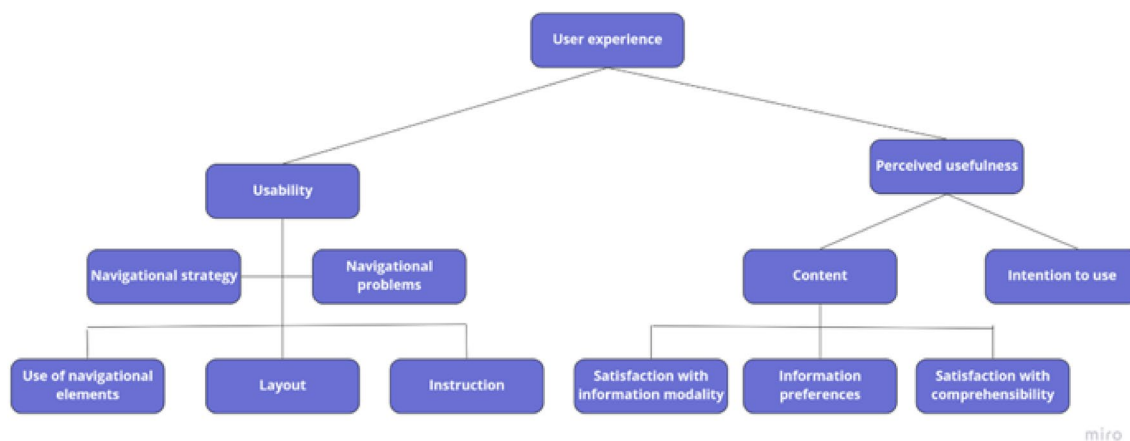 User experience
Usability
Perceived usefulness
Navigational strategy
Navigational
problems
Content
Intention to use
Use of navigational
elements
Layout
Instruction
Satisfaction with
information modality
Information
preferences
Satisfaction with
comprehensibility
miro